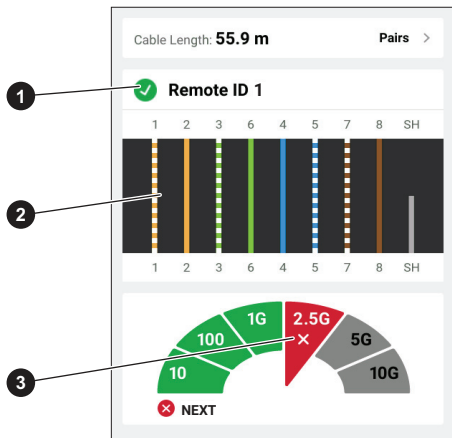 Cable Length: 55.9 m Pairs >
1 Remote ID 1
1 2 3 6 4 5 7 8 SH
2
1 2 3 6 4 5 7 8 SH
1G 2.5G
100 5G
3 10 10G
NEXT